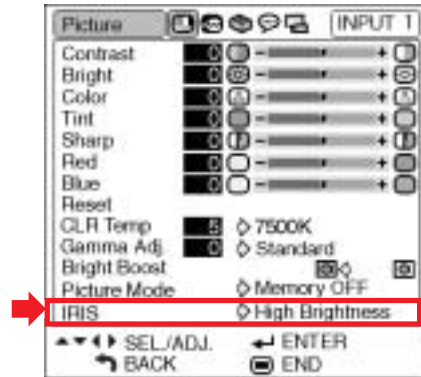 Picture INPUT 1
Contrast 0 − +
Bright 0 − +
Color 0 − +
Tint 0 − +
Sharp 0 − +
Red 0 − +
Blue 0 − +
Reset
CLR Temp 5 7500K
Gamma Adj. 0 Standard
Bright Boost
Picture Mode Memory OFF
IRIS High Brightness
SEL./ADJ. ENTER
BACK END